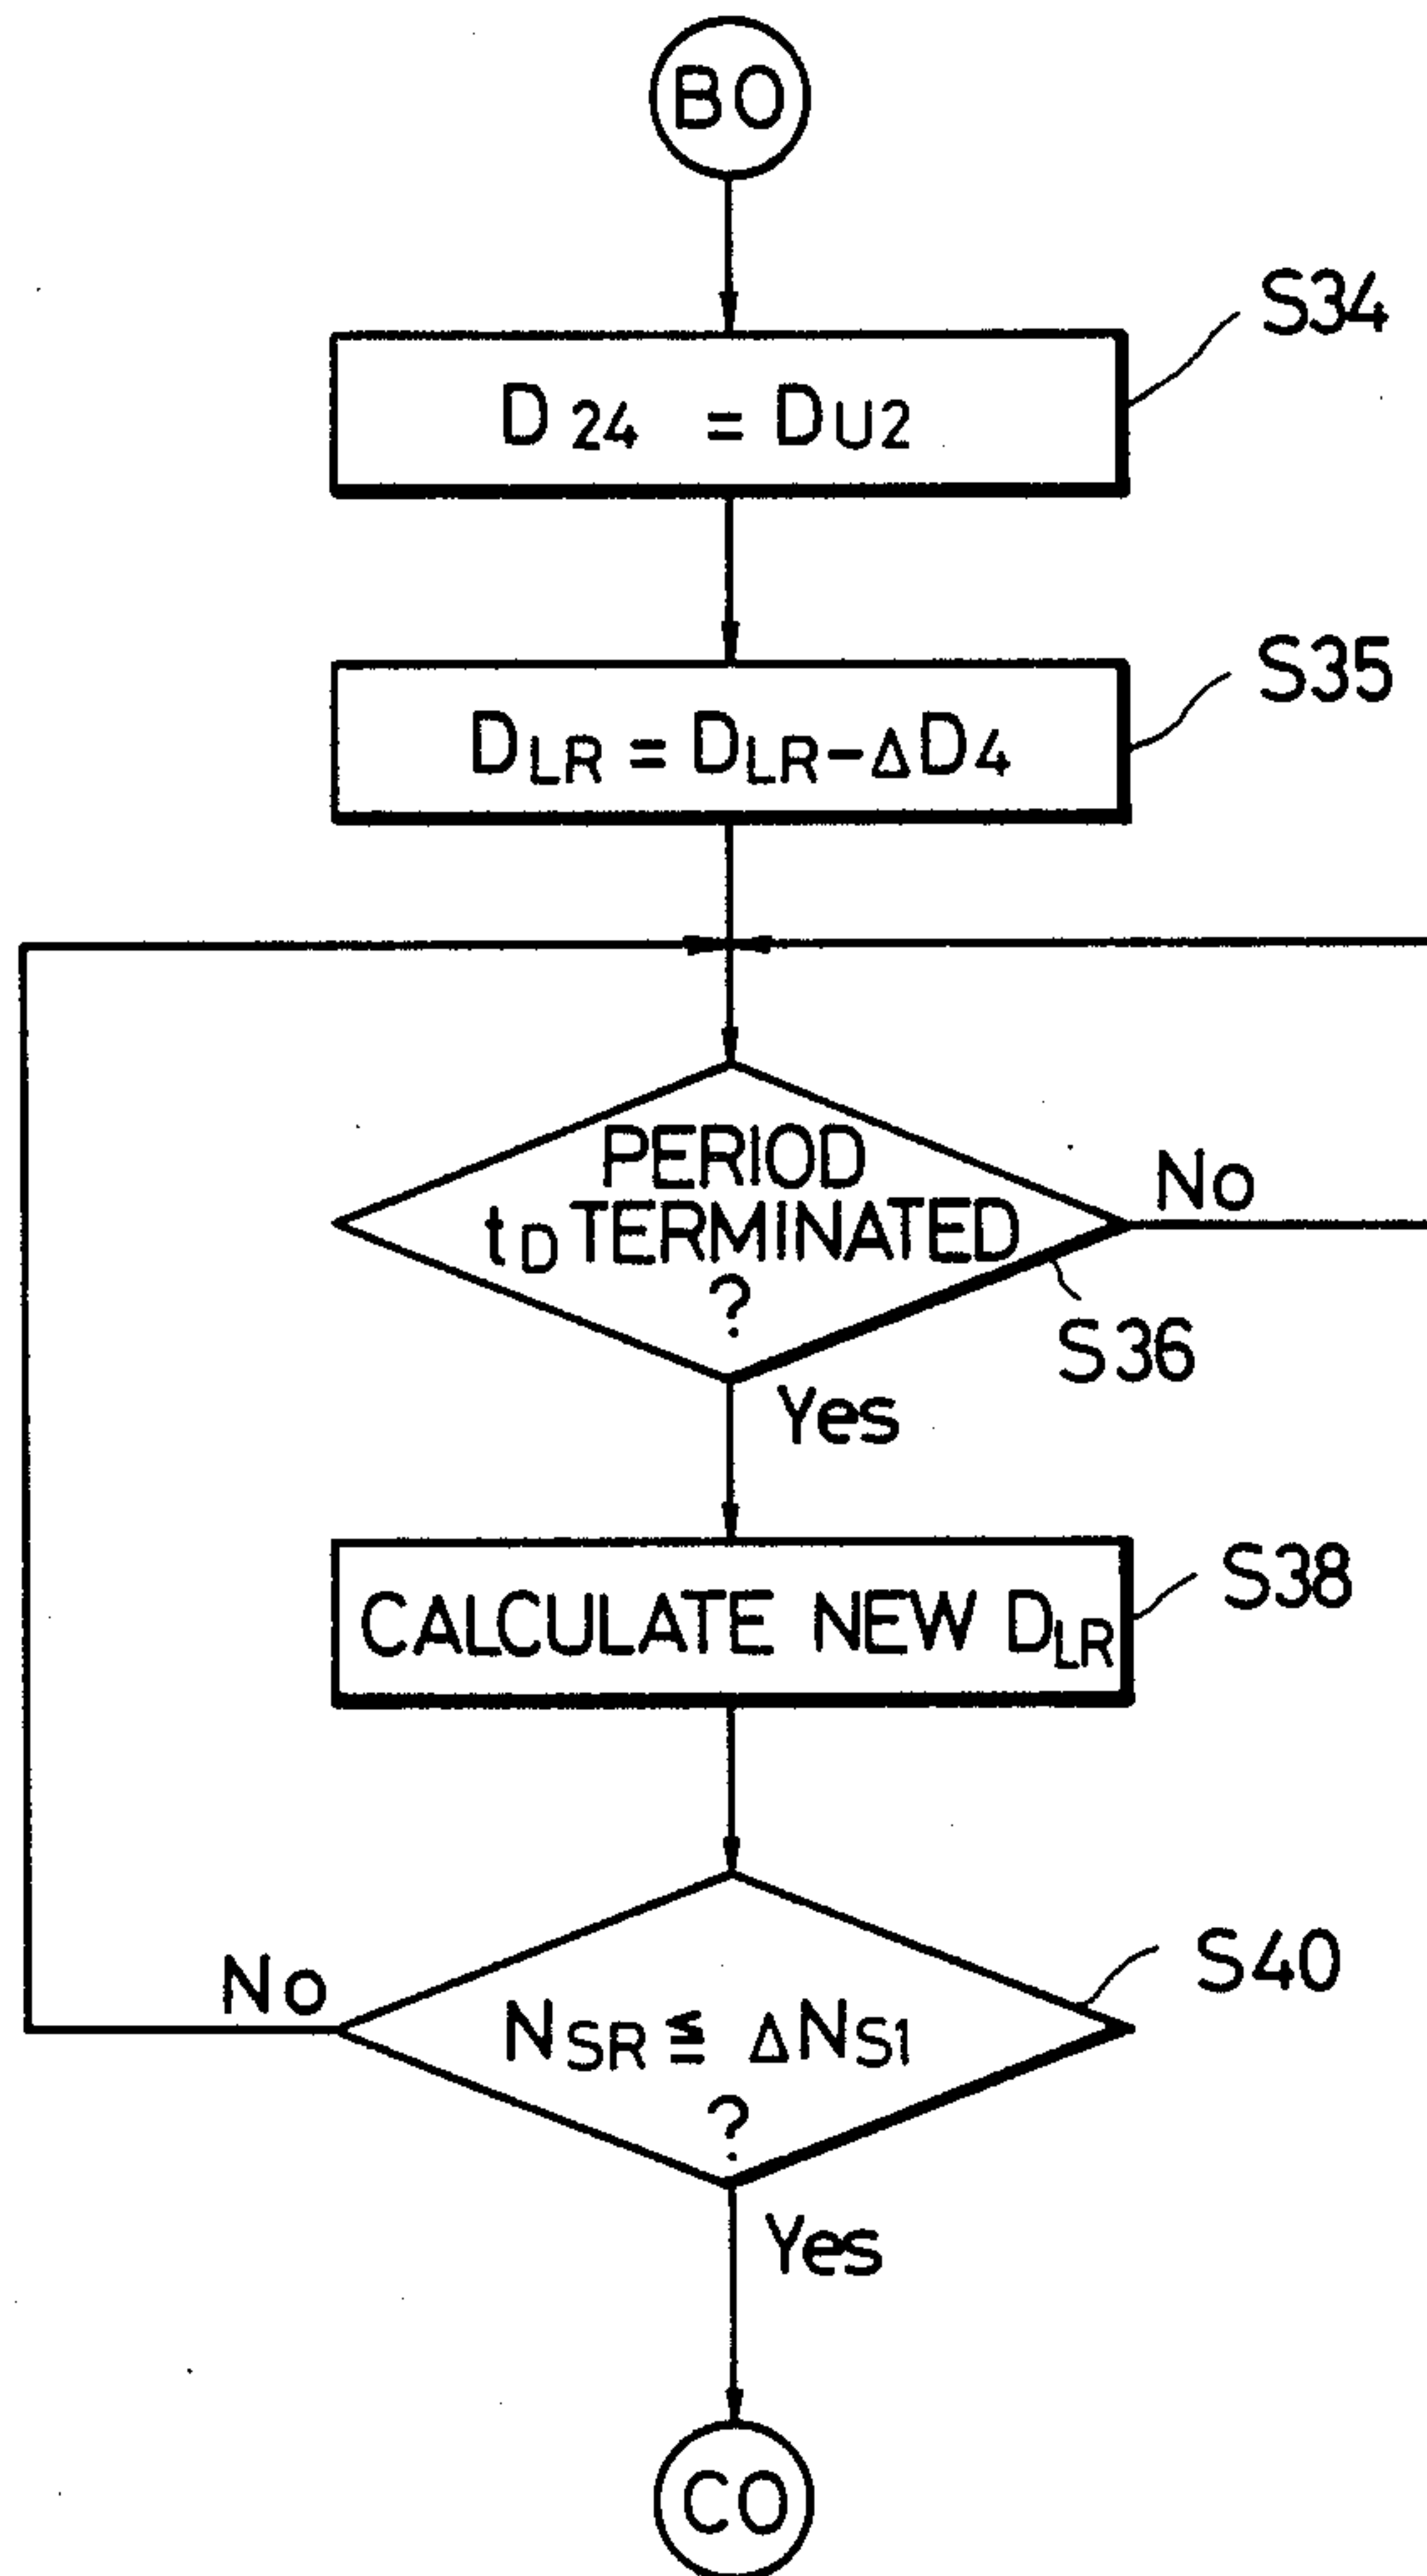 BO
S34
D24 = DU2
S35
DLR = DLR-ΔD4
PERIOD
No
tD TERMINATED
?
S36
Yes
S38
CALCULATE NEW DLR
S40
No
NSR ≦ ΔNS1
?
Yes
CO